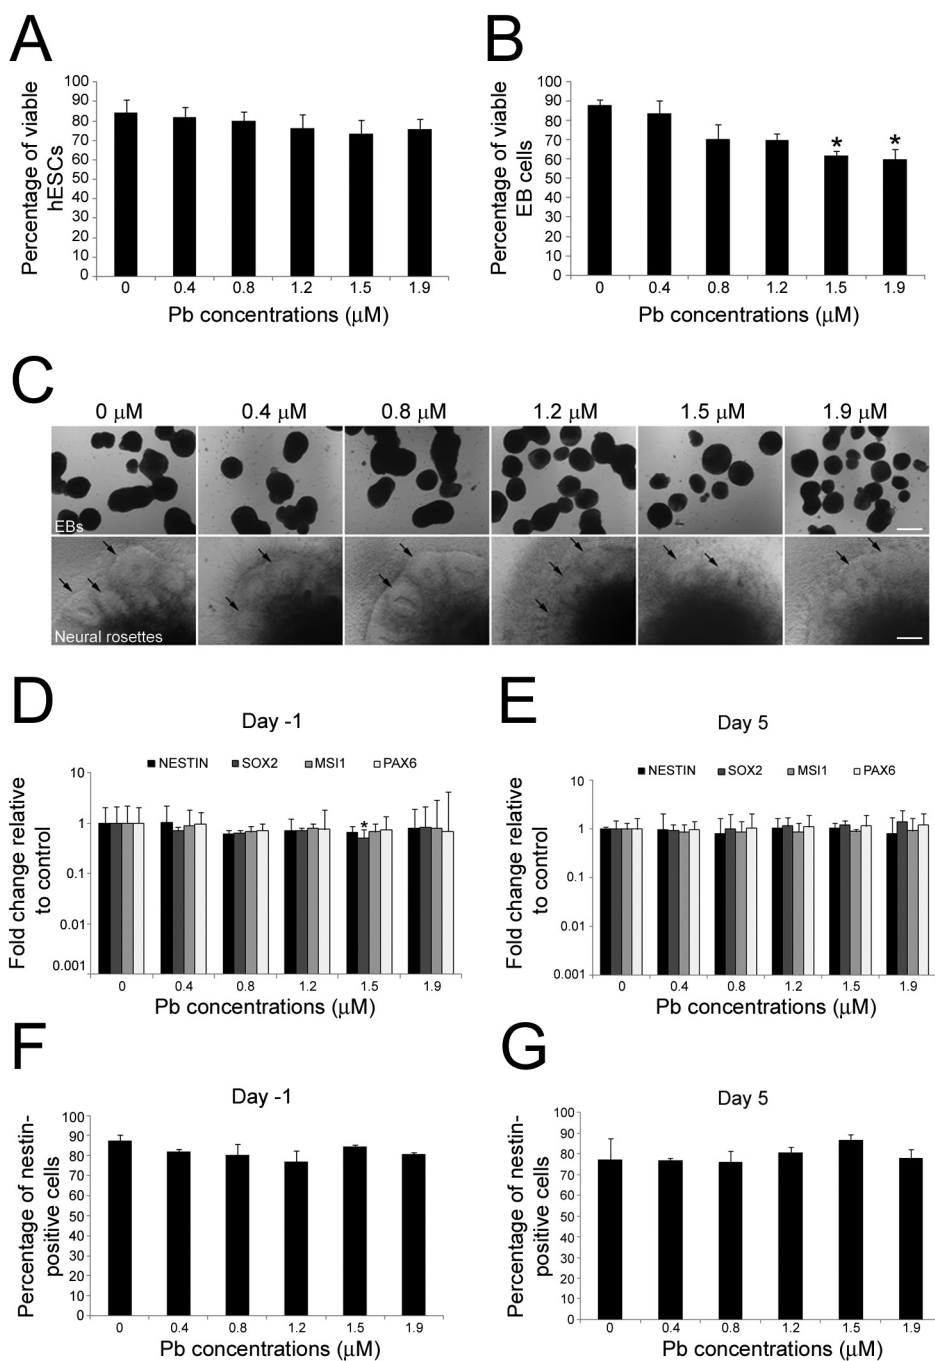 A
Percentage of viable
hESCs
100
90
80
70
60
50
40
30
20
10
0
0 0.4 0.8 1.2 1.5 1.9
Pb concentrations (μM)
B
Percentage of viable
EB cells
100
90
80
70
60
50
40
30
20
10
0
* *
0 0.4 0.8 1.2 1.5 1.9
Pb concentrations (μM)
C
0 μM 0.4 μM 0.8 μM 1.2 μM 1.5 μM 1.9 μM
EBs
Neural rosettes
D
Day -1
NESTIN SOX2 MSI1 PAX6
Fold change relative
to control
10
1
0.1
0.01
0.001
*
0 0.4 0.8 1.2 1.5 1.9
Pb concentrations (μM)
E
Day 5
NESTIN SOX2 MSI1 PAX6
Fold change relative
to control
10
1
0.1
0.01
0.001
0 0.4 0.8 1.2 1.5 1.9
Pb concentrations (μM)
F
Day -1
Percentage of nestin-
positive cells
100
90
80
70
60
50
40
30
20
10
0
0 0.4 0.8 1.2 1.5 1.9
Pb concentrations (μM)
G
Day 5
Percentage of nestin-
positive cells
100
90
80
70
60
50
40
30
20
10
0
0 0.4 0.8 1.2 1.5 1.9
Pb concentrations (μM)